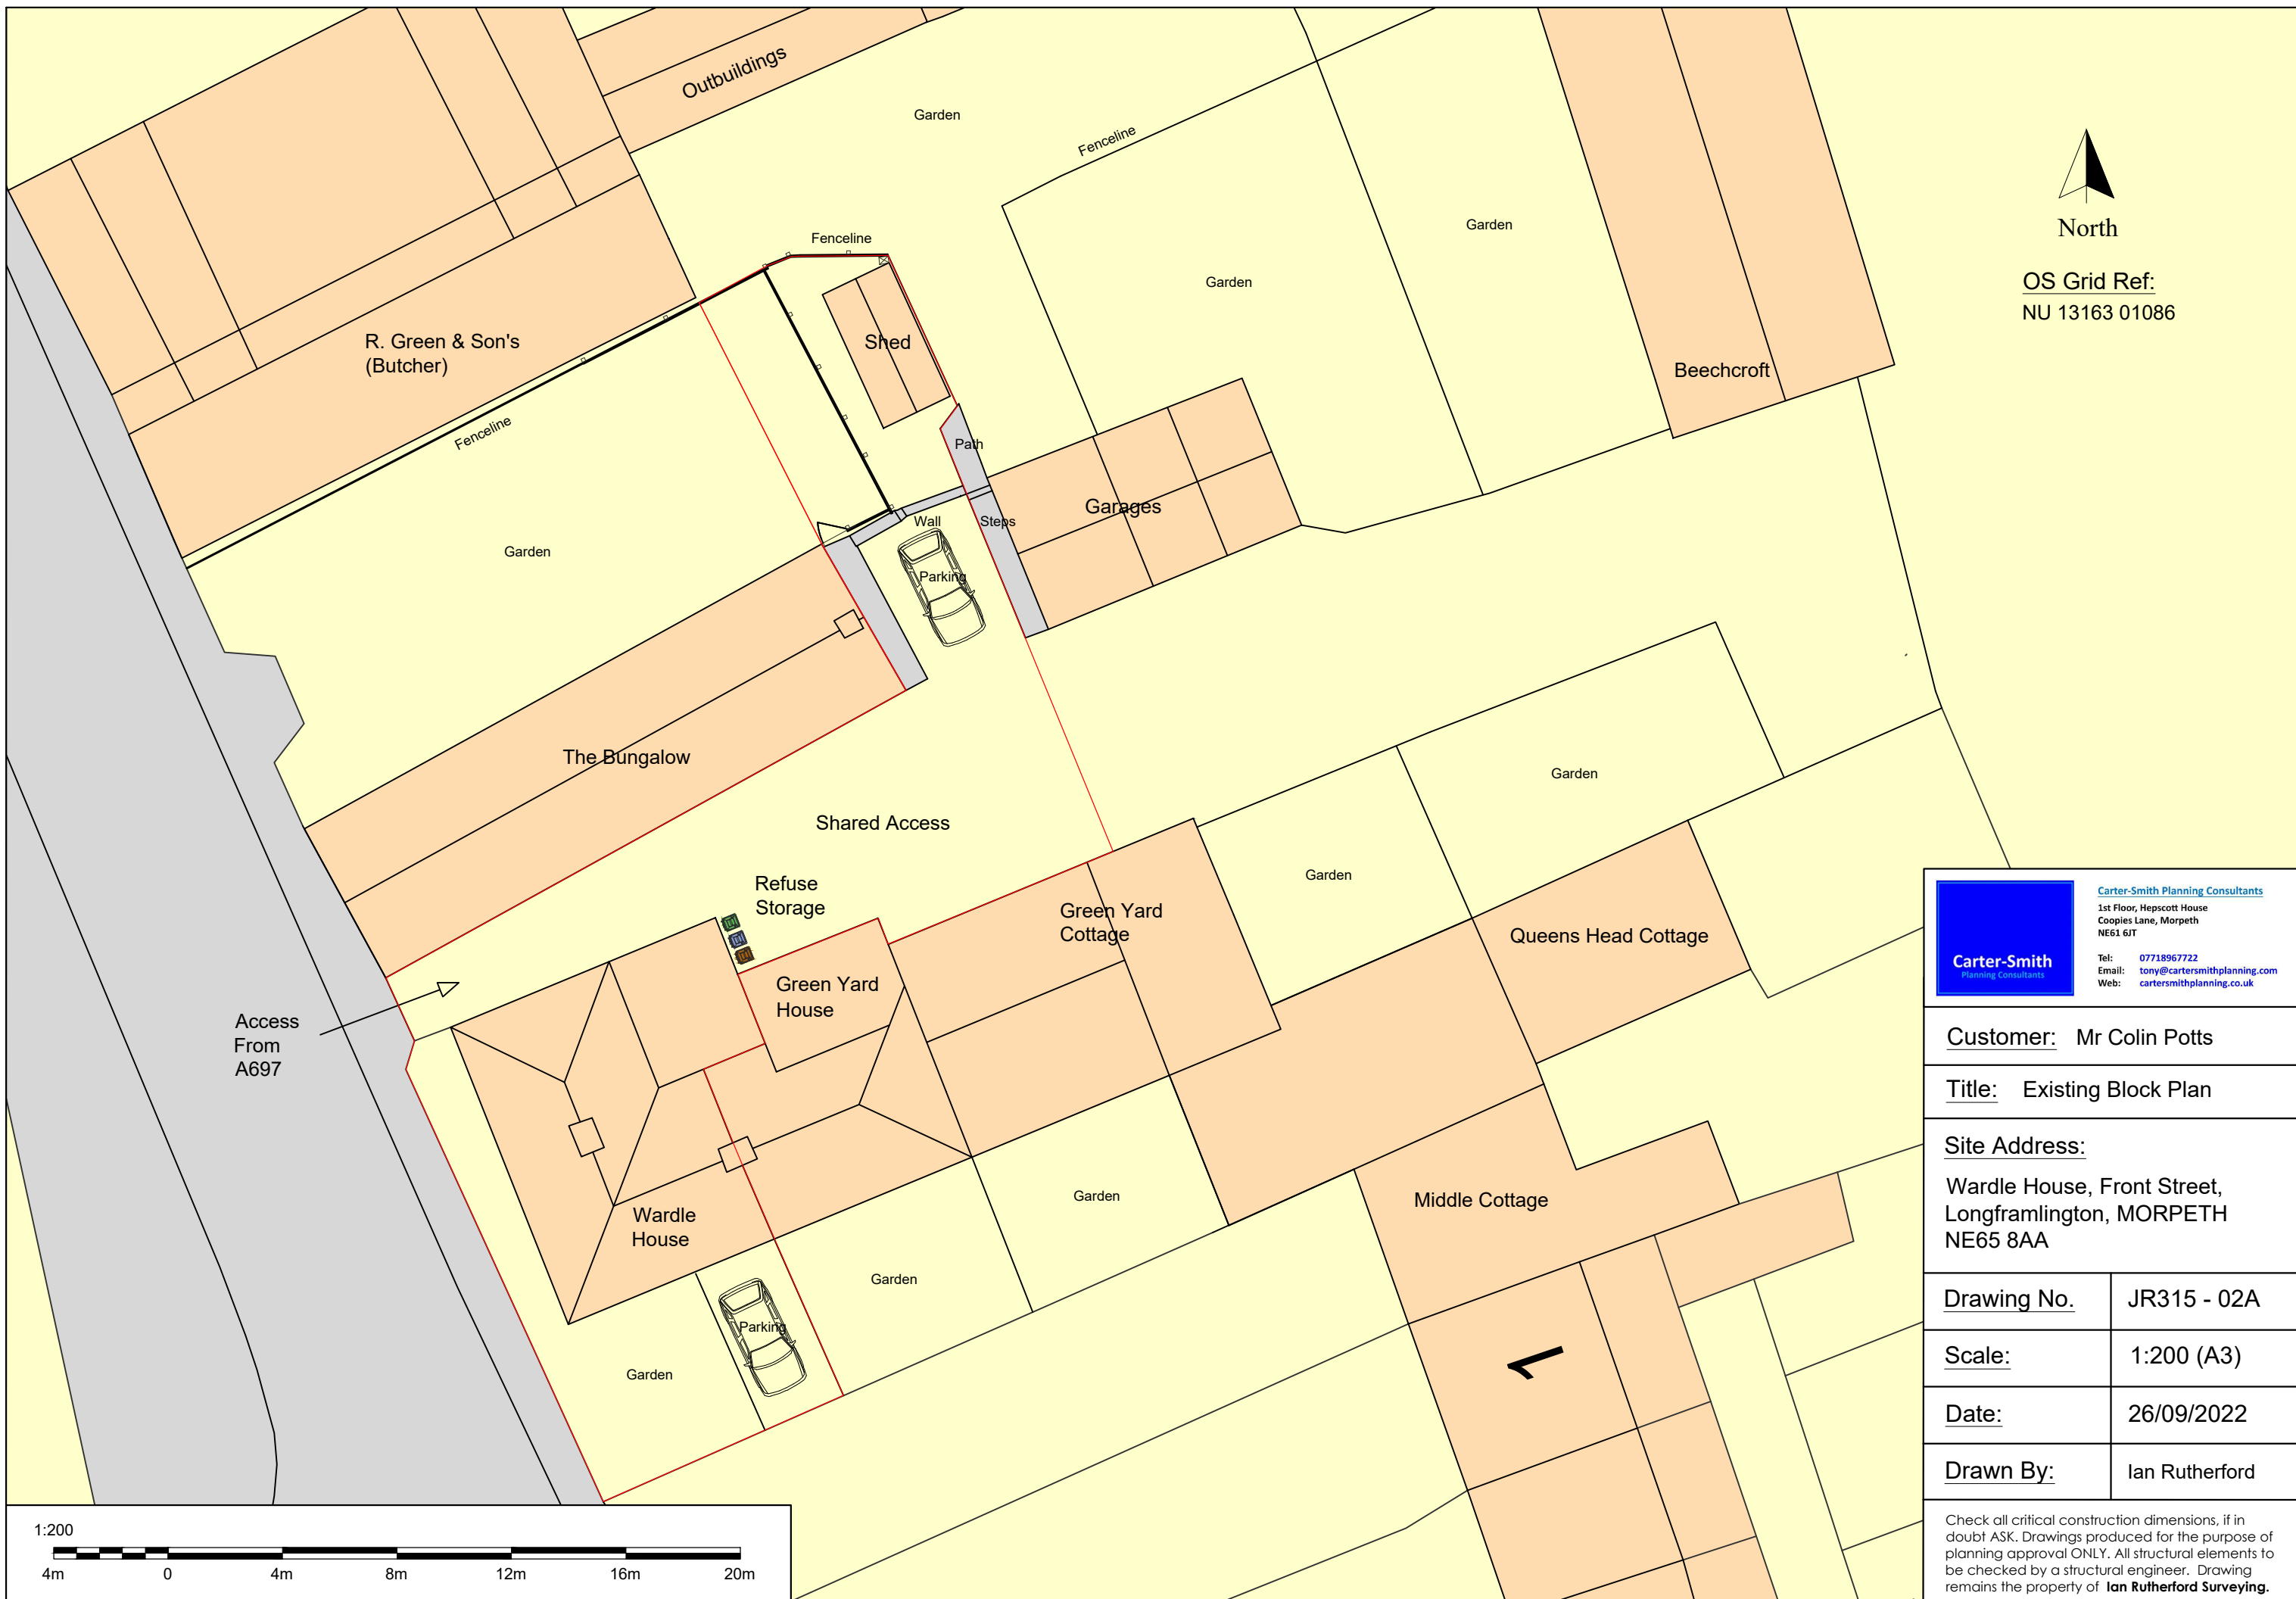 Outbuildings
Garden
Fenceline
Garden
Garden
Fenceline
Shed
R. Green & Son's
(Butcher)
Fenceline
Garden
Path
Wall
Steps
Garages
Parking
Beechcroft
North
OS Grid Ref:
NU 13163 01086
The Bungalow
Shared Access
Refuse
Storage
Garden
Garden
Green Yard
Cottage
Queens Head Cottage
Green Yard
House
Access
From
A697
Wardle
House
Garden
Garden
Middle Cottage
Parking
Garden
1
1:200
4m 0 4m 8m 12m 16m 20m
Carter-Smith
Planning Consultants
Carter-Smith Planning Consultants
1st Floor, Hepscott House
Coopies Lane, Morpeth
NE61 6JT
Tel: 07718967722
Email: tony@cartersmithplanning.com
Web: cartersmithplanning.co.uk
Customer: Mr Colin Potts
Title: Existing Block Plan
Site Address:
Wardle House, Front Street,
Longframlington, MORPETH
NE65 8AA
Drawing No. JR315 - 02A
Scale: 1:200 (A3)
Date: 26/09/2022
Drawn By: Ian Rutherford
Check all critical construction dimensions, if in
doubt ASK. Drawings produced for the purpose of
planning approval ONLY. All structural elements to
be checked by a structural engineer. Drawing
remains the property of Ian Rutherford Surveying.